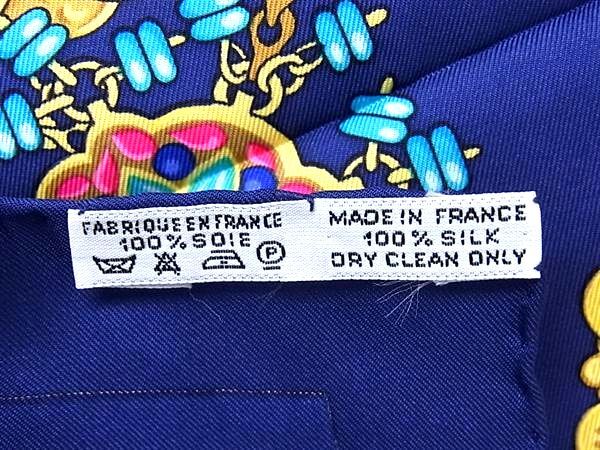 FABRIQUE EN FRANCE
100% SOIE
P
MADE IN FRANCE
100% SILK
DRY CLEAN ONLY